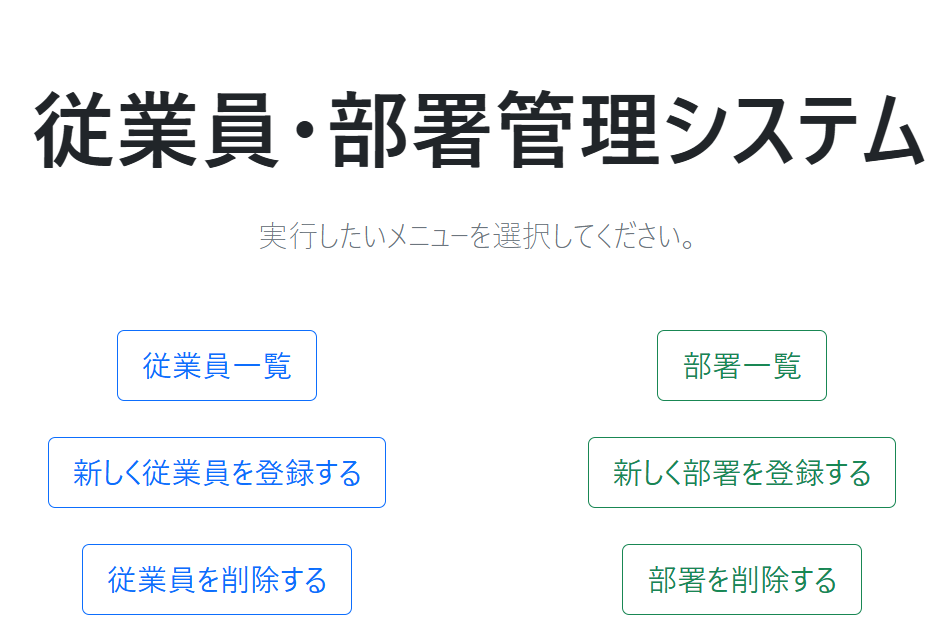 従業員・部署管理システム
実行したいメニューを選択してください。
従業員一覧
部署一覧
新しく従業員を登録する
新しく部署を登録する
従業員を削除する
部署を削除する